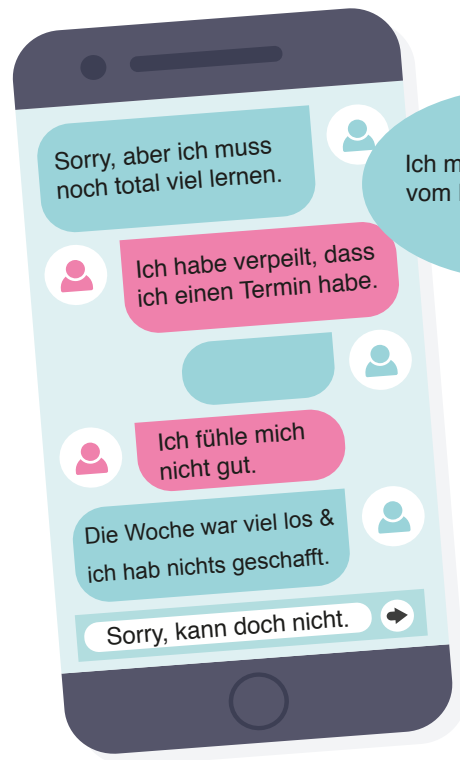 Sorry, aber ich muss
noch total viel lernen.
Ich
vom
Ich habe verpeilt, dass
ich einen Termin habe.
Ich fühle mich
nicht gut.
Die Woche war viel los &
ich hab nichts geschafft.
Sorry, kann doch nicht.